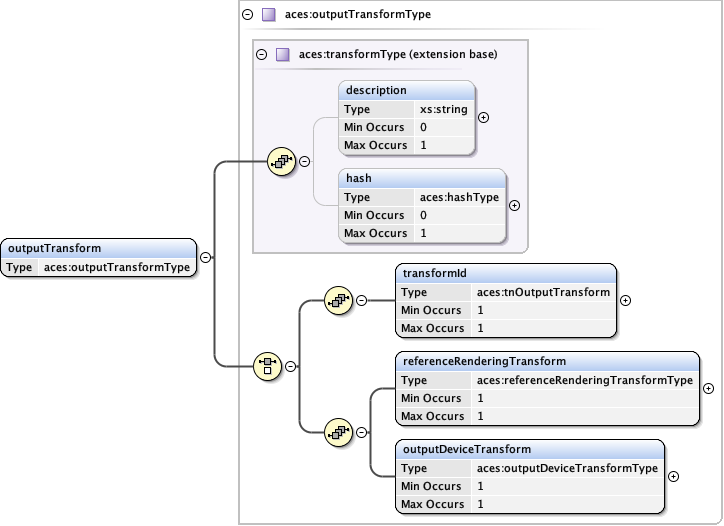 aces:outputTransformType
aces:transformType (extension base)
description
Type xs:string
Min Occurs 0
Max Occurs 1
hash
Type aces:hashType
Min Occurs 0
Max Occurs 1
outputTransform
Type aces:outputTransformType
transformId
Type aces:tnOutputTransform
Min Occurs 1
Max Occurs 1
referenceRenderingTransform
Type aces:referenceRenderingTransformType
Min Occurs 1
Max Occurs 1
outputDeviceTransform
Type aces:outputDeviceTransformType
Min Occurs 1
Max Occurs 1